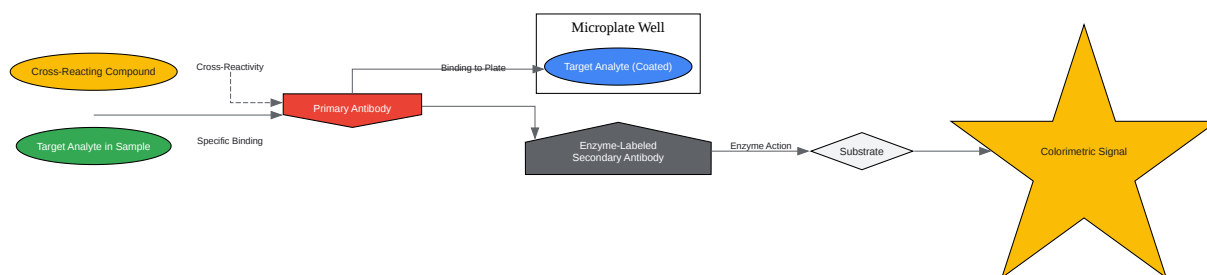 Microplate Well
Cross-Reacting Compound
Cross-Reactivity
Binding to Plate
Target Analyte (Coated)
Primary Antibody
Target Analyte in Sample
Specific Binding
Enzyme-Labeled
Secondary Antibody
Enzyme Action
Substrate
Colorimetric Signal